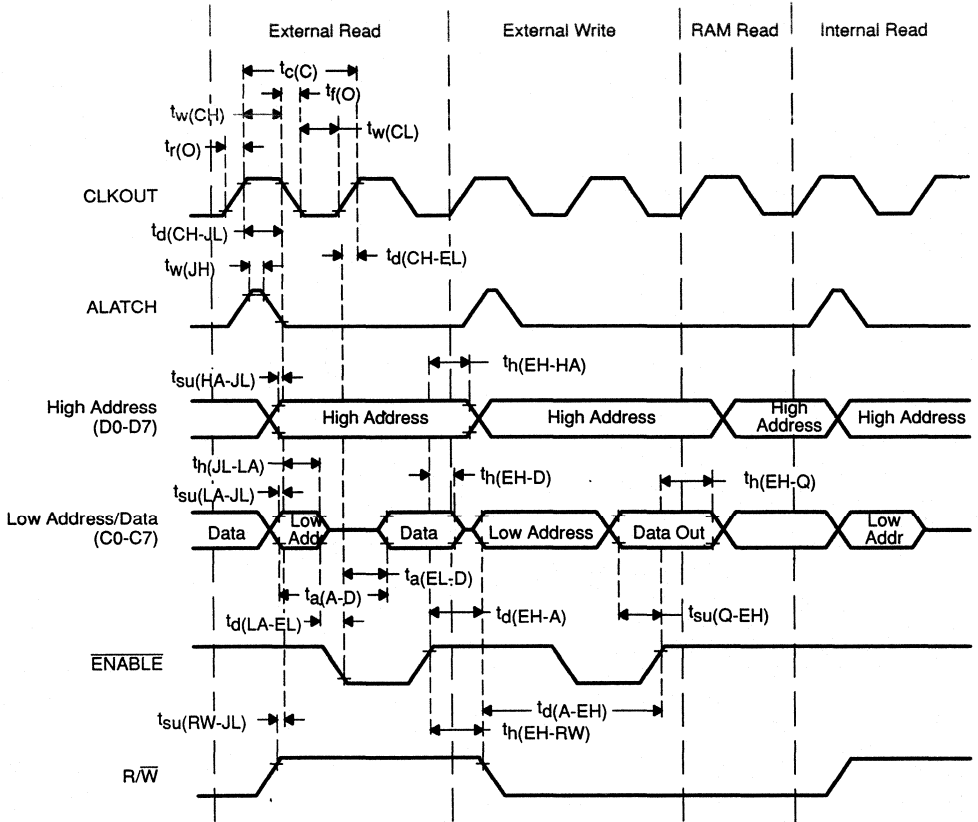 External Read
External Write
RAM Read
Internal Read
tc(C)
tf(O)
tw(CH)
tw(CL)
tr(O)
CLKOUT
td(CH-JL)
td(CH-EL)
tw(JH)
ALATCH
th(EH-HA)
tsu(HA-JL)
High Address
(D0-D7)
High Address
High Address
High
Address
High Address
th(JL-LA)
th(EH-D)
th(EH-Q)
tsu(LA-JL)
Low Address/Data
(C0-C7)
Data
Low
Addr
Data
Low Address
Data Out
Low
Addr
ta(EL-D)
ta(A-D)
td(LA-EL)
td(EH-A)
tsu(Q-EH)
ENABLE
td(A-EH)
tsu(RW-JL)
th(EH-RW)
R/W